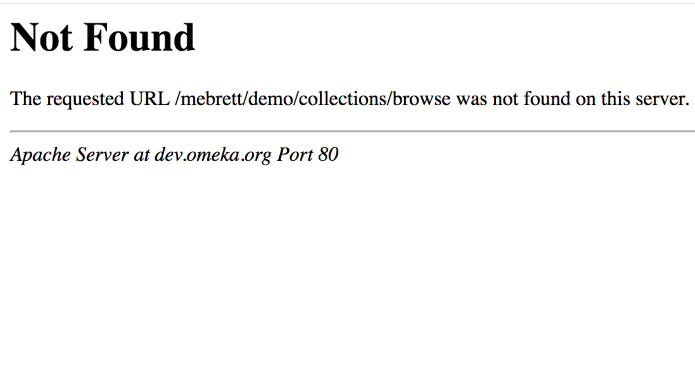 Not Found
The requested URL /mebrett/demo/collections/browse was not found on this server.
Apache Server at dev.omeka.org Port 80